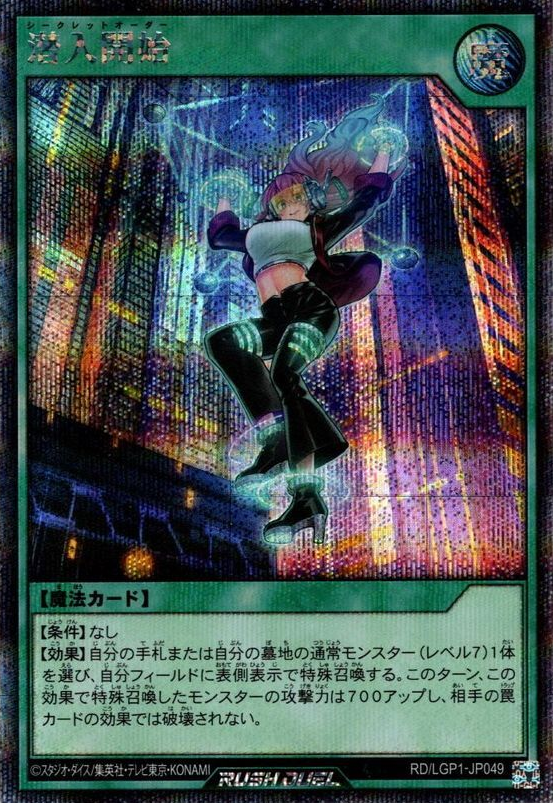 シークレットオーダー
潜入開始
魔
【魔法カード】
【条件】なし
【効果】自分の手札または自分の墓地の通常モンスター(レベル7)1体
を選び、自分フィールドに表側表示で特殊召喚する。このターン、この
効果で特殊召喚したモンスターの攻撃力は700アップし、相手の罠
カードの効果では破壊されない。
©スタジオ・ダイス/集英社・テレビ東京・KONAMI
RUSH DUEL
RD/LGP1-JP049